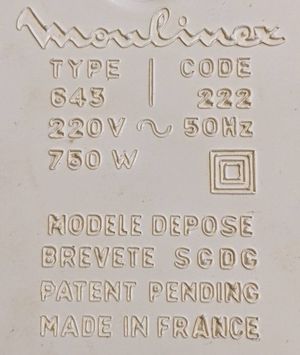 Moulinex
TYPE | CODE
643 | 222
220V ~ 50Hz
750 W
MODELE DEPOSE
BREVETE SGDG
PATENT PENDING
MADE IN FRANCE